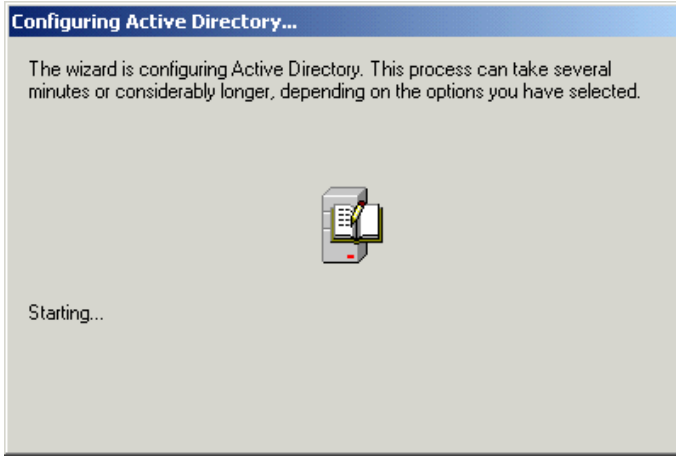 Configuring Active Directory...
The wizard is configuring Active Directory. This process can take several
minutes or considerably longer, depending on the options you have selected.
Starting...